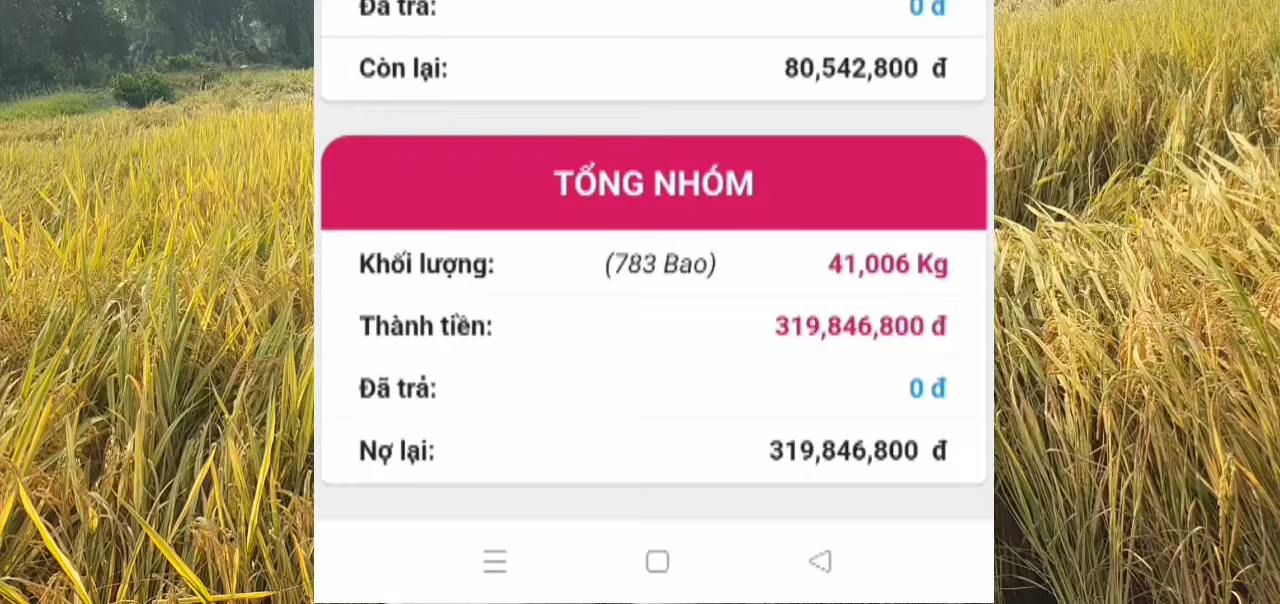 Đã trả: 0 đ
Còn lại: 80,542,800 đ
TỔNG NHÓM
Khối lượng: (783 Bao) 41,006 Kg
Thành tiền: 319,846,800 đ
Đã trả: 0 đ
Nợ lại: 319,846,800 đ